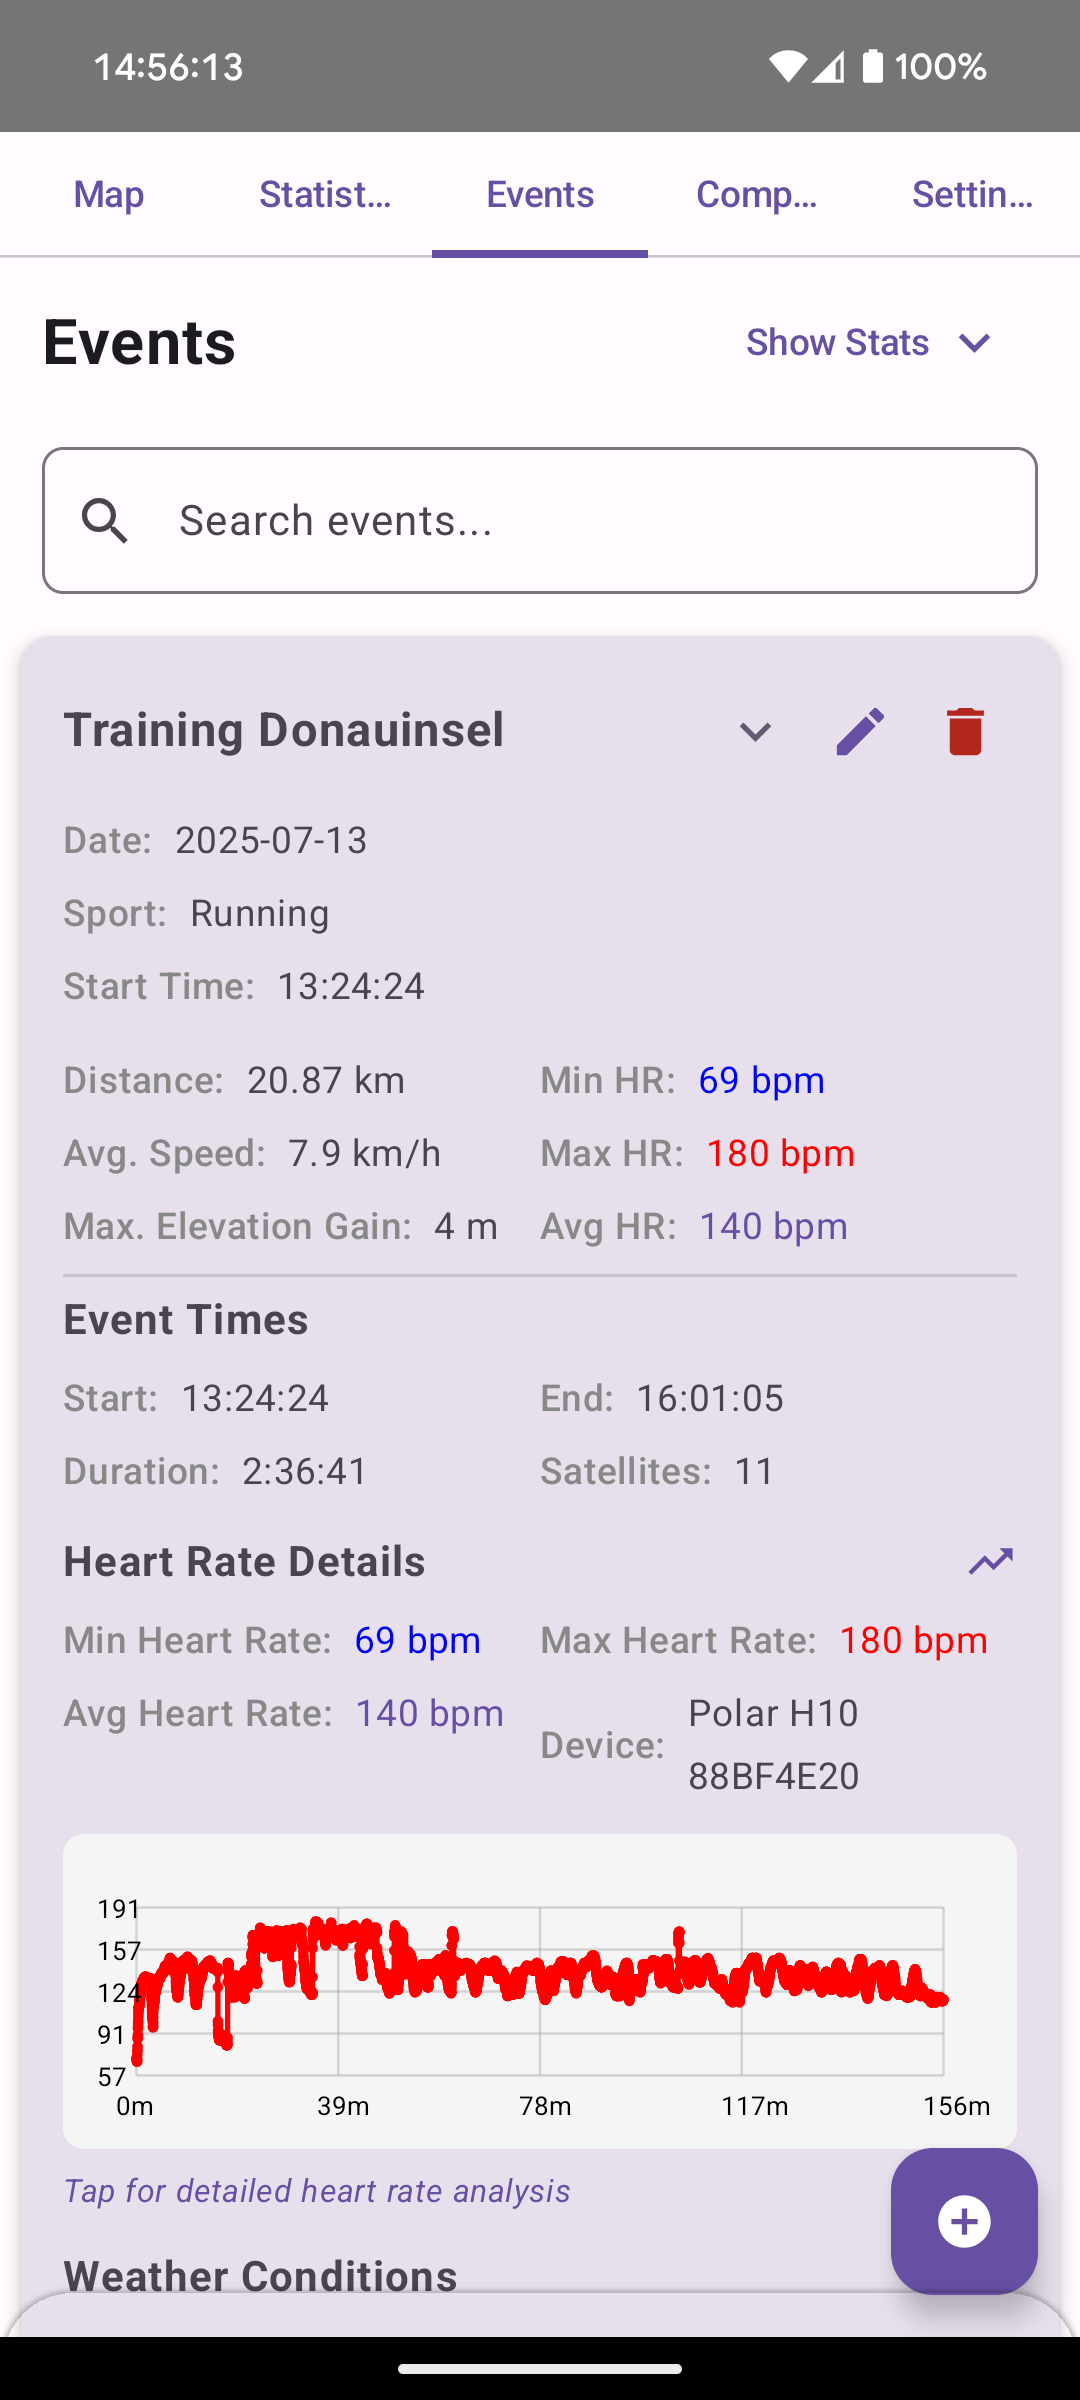 14:56:13 100%
Map Statist... Events Comp... Settin...
Events Show Stats
Search events...
Training Donauinsel
Date: 2025-07-13
Sport: Running
Start Time: 13:24:24
Distance: 20.87 km Min HR: 69 bpm
Avg. Speed: 7.9 km/h Max HR: 180 bpm
Max. Elevation Gain: 4 m Avg HR: 140 bpm
Event Times
Start: 13:24:24 End: 16:01:05
Duration: 2:36:41 Satellites: 11
Heart Rate Details
Min Heart Rate: 69 bpm Max Heart Rate: 180 bpm
Avg Heart Rate: 140 bpm Device: Polar H10
88BF4E20
191
157
124
91
57
0m 39m 78m 117m 156m
Tap for detailed heart rate analysis
Weather Conditions